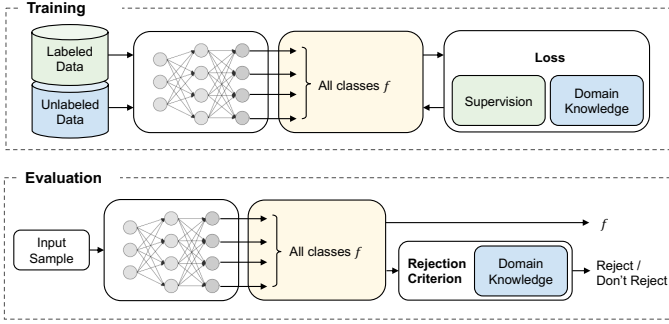 Training
Labeled
Data
Unlabeled
Data
All classes f
Loss
Supervision
Domain
Knowledge
Evaluation
Input
Sample
All classes f
f
Rejection
Criterion
Domain
Knowledge
Reject /
Don't Reject